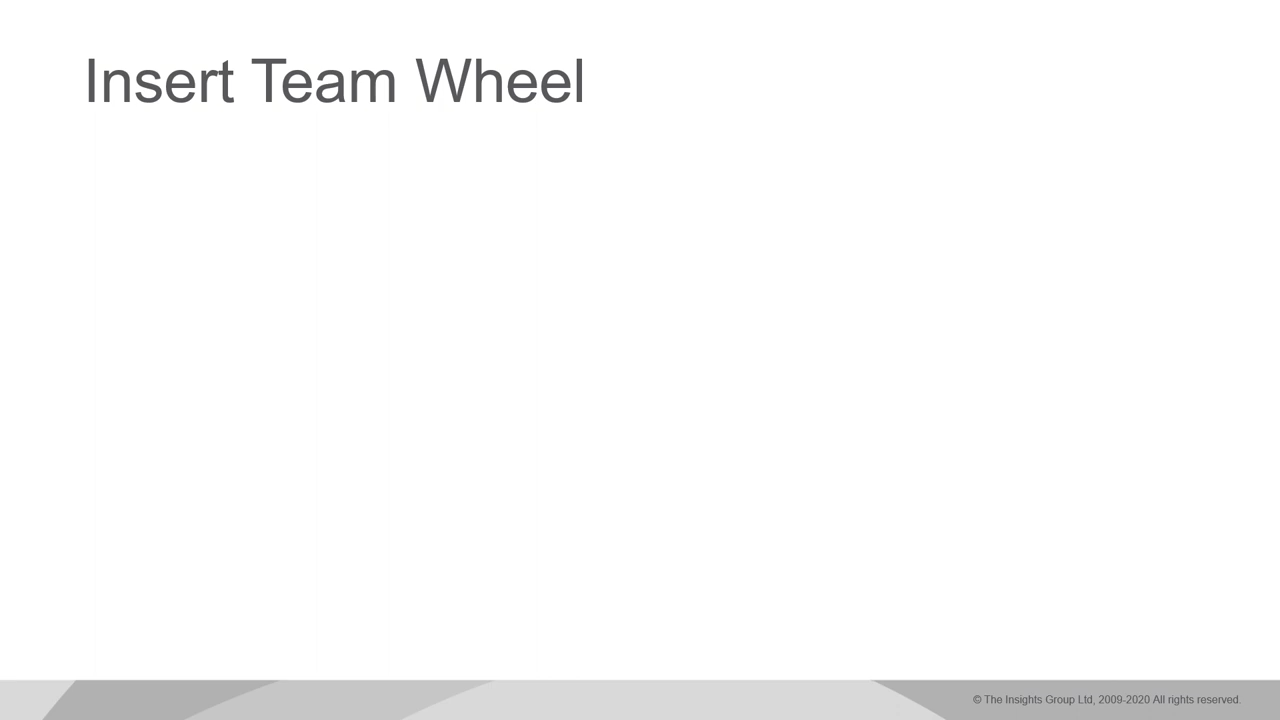 Insert Team Wheel
© The Insights Group Ltd, 2009-2020 All rights reserved.